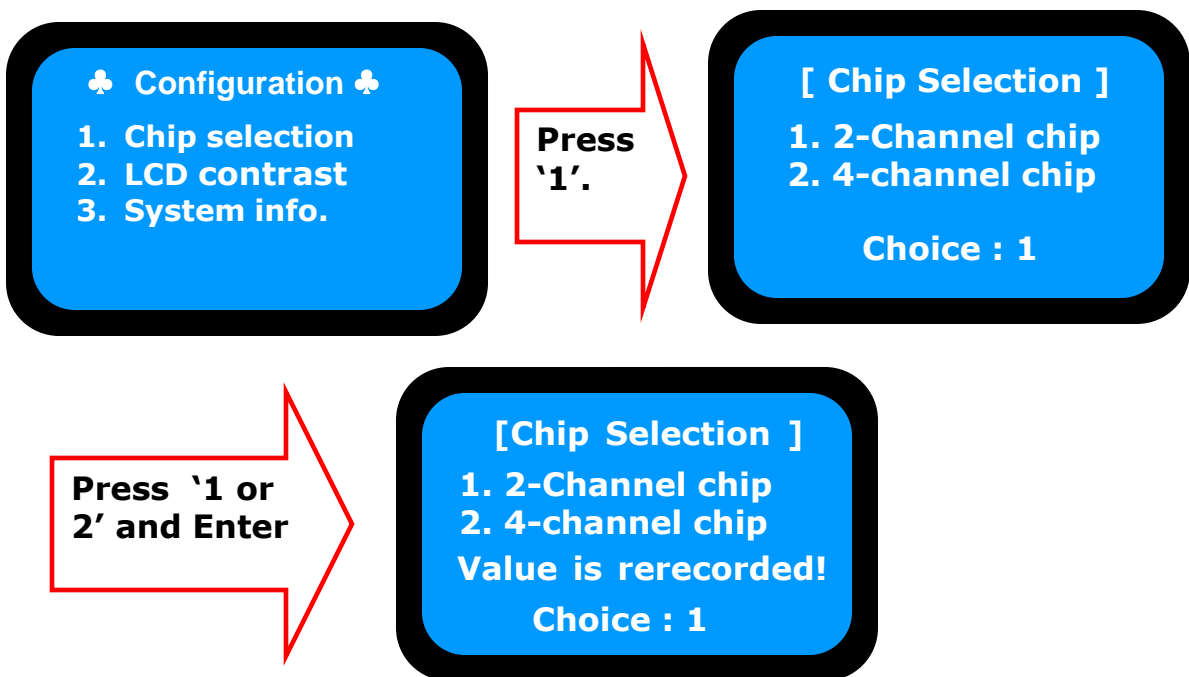 ♣ Configuration ♣
1. Chip selection
2. LCD contrast
3. System info.
Press
‘1’.
[ Chip Selection ]
1. 2-Channel chip
2. 4-channel chip
Choice : 1
Press ‘1 or
2’ and Enter
[Chip Selection ]
1. 2-Channel chip
2. 4-channel chip
Value is rerecorded!
Choice : 1